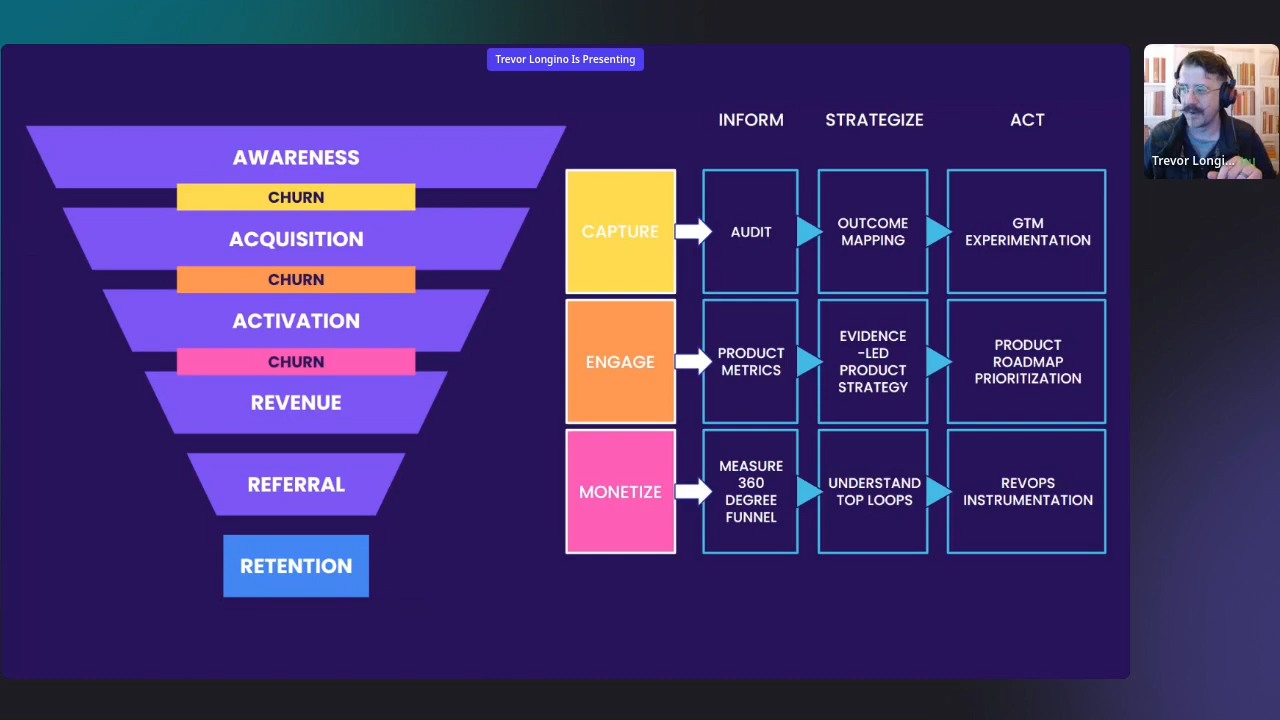 Trevor Longino Is Presenting
AWARENESS
CHURN
ACQUISITION
CHURN
ACTIVATION
CHURN
REVENUE
REFERRAL
RETENTION
INFORM
STRATEGIZE
ACT
CAPTURE
AUDIT
OUTCOME
MAPPING
GTM
EXPERIMENTATION
ENGAGE
PRODUCT
METRICS
EVIDENCE
-LED
PRODUCT
STRATEGY
PRODUCT
ROADMAP
PRIORITIZATION
MONETIZE
MEASURE
360
DEGREE
FUNNEL
UNDERSTAND
TOP LOOPS
REVOPS
INSTRUMENTATION
Trevor Longi...